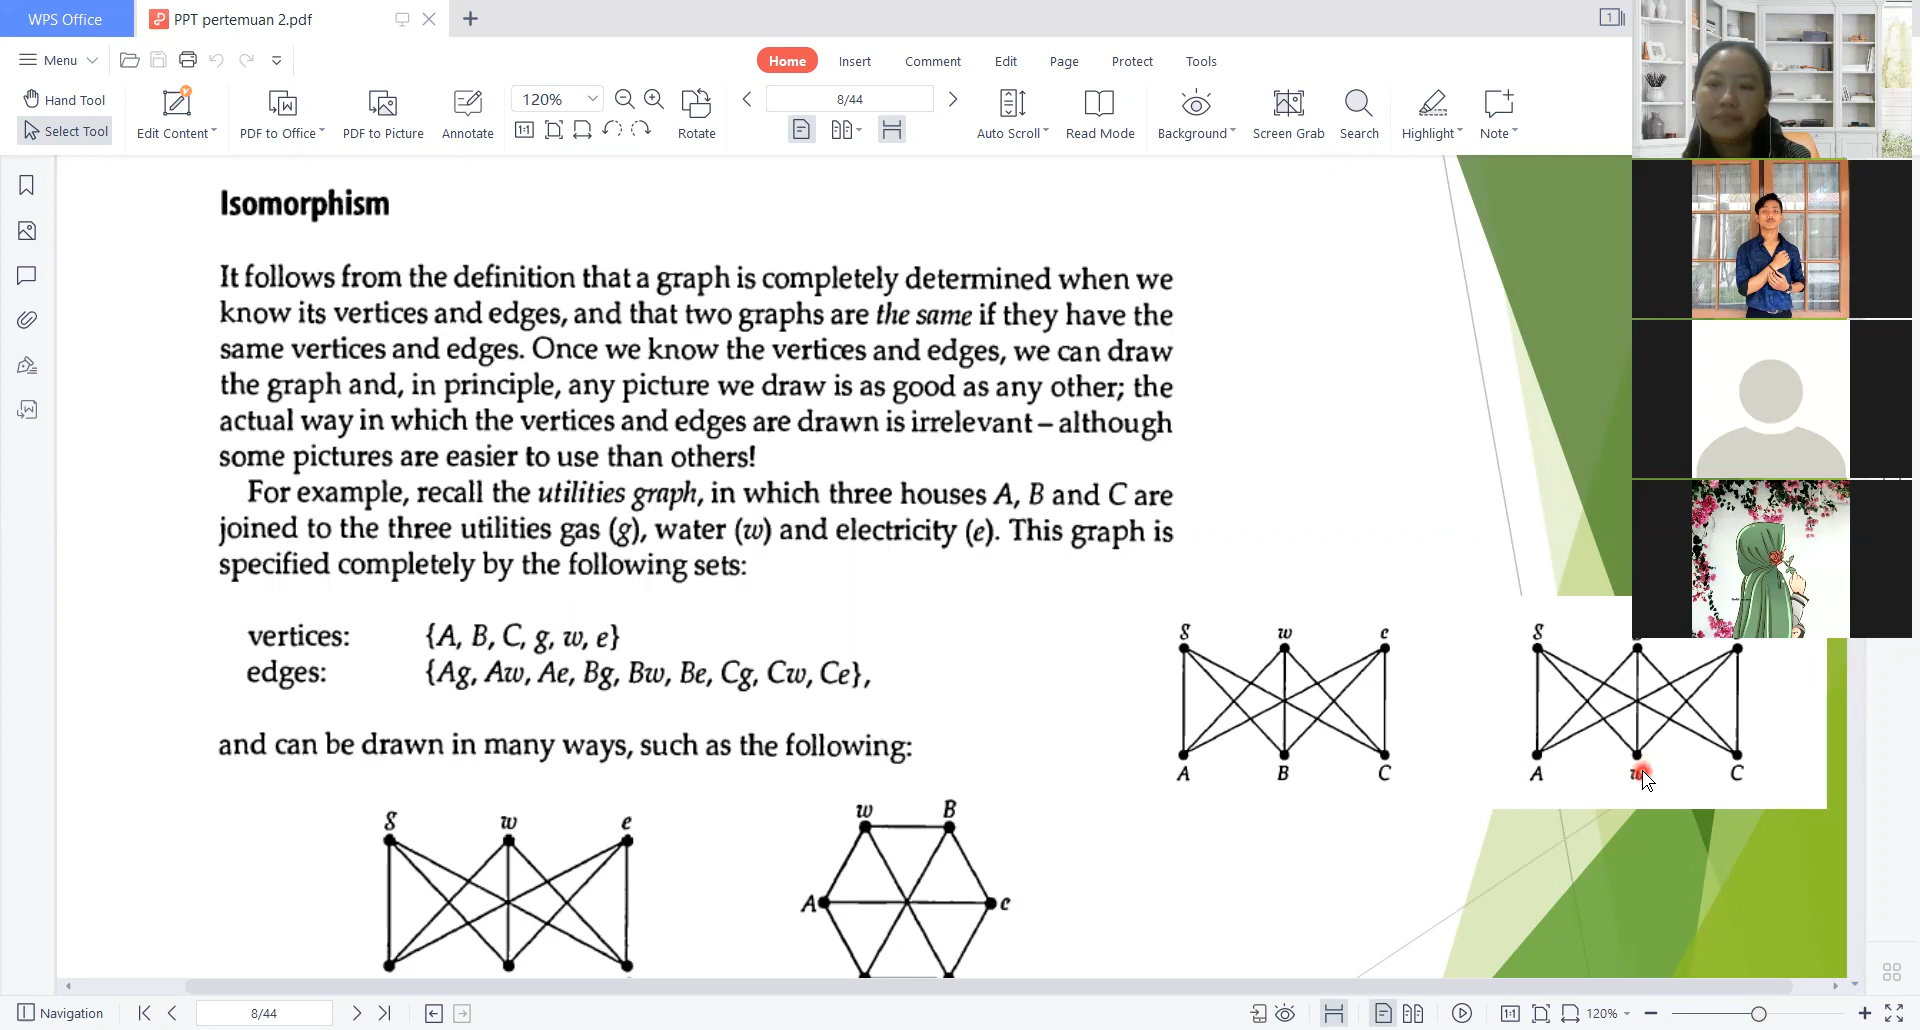 WPS Office
PPT pertemuan 2.pdf
Menu
Home Insert Comment Edit Page Protect Tools
Hand Tool
Select Tool
Edit Content
PDF to Office
PDF to Picture
Annotate
120%
Rotate
8/44
Auto Scroll
Read Mode
Background
Screen Grab
Search
Highlight
Note
Isomorphism
It follows from the definition that a graph is completely determined when we
know its vertices and edges, and that two graphs are the same if they have the
same vertices and edges. Once we know the vertices and edges, we can draw
the graph and, in principle, any picture we draw is as good as any other; the
actual way in which the vertices and edges are drawn is irrelevant – although
some pictures are easier to use than others!
For example, recall the utilities graph, in which three houses A, B and C are
joined to the three utilities gas (g), water (w) and electricity (e). This graph is
specified completely by the following sets:
vertices: {A, B, C, g, w, e}
edges: {Ag, Aw, Ae, Bg, Bw, Be, Cg, Cw, Ce},
and can be drawn in many ways, such as the following:
g w e
A B C
g
A w C
g w e
w B
A e
Navigation
8/44
120%